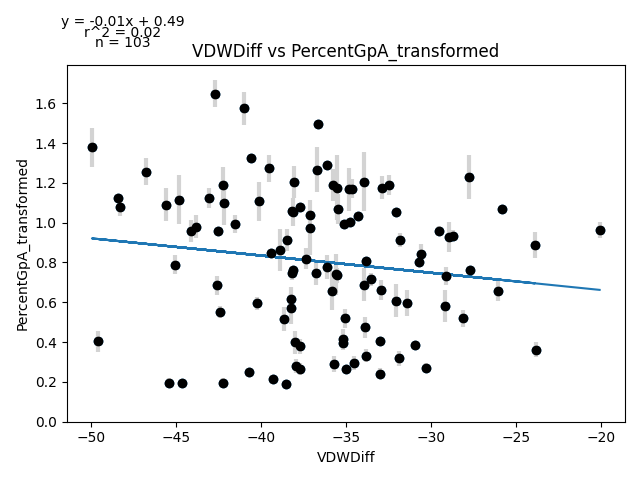 y = -0.01x + 0.49
r^2 = 0.02
n = 103
VDWDiff vs PercentGpA_transformed
PercentGpA_transformed
1.6
1.4
1.2
1.0
0.8
0.6
0.4
0.2
0.0
−50 −45 −40 −35 −30 −25 −20
VDWDiff